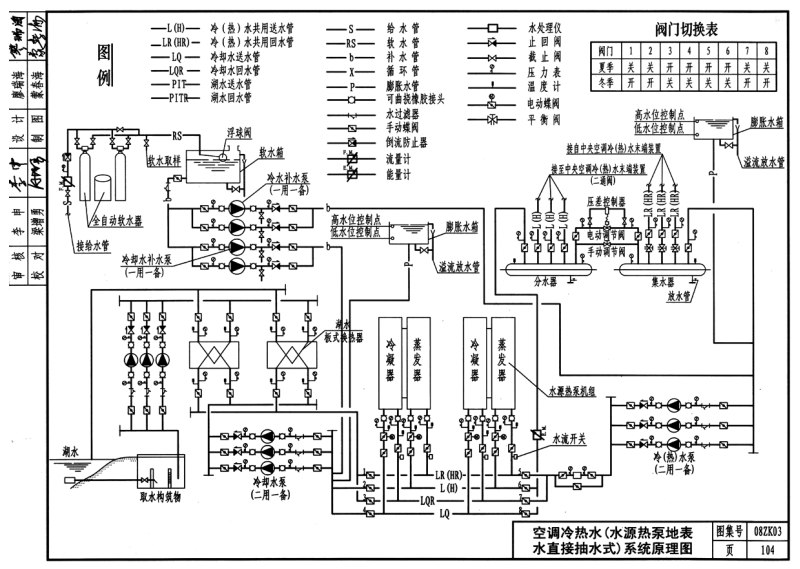 图例
L(H) 冷(热)水共用送水管
LR(HR) 冷(热)水共用回水管
LQ 冷却水送水管
LQR 冷却水回水管
PIT 湖水送水管
PITR 湖水回水管
S 给水管
RS 软水管
b 补水管
X 循环管
P 膨胀水管
可曲挠橡胶接头
水过滤器
手动蝶阀
倒流防止器
流量计
能量计
水处理仪
止回阀
截止阀
压力表
温度计
电动蝶阀
平衡阀
阀门切换表
阀门 1 2 3 4 5 6 7 8
夏季 关 关 开 开 关 关 开 开
冬季 开 开 关 关 开 开 关 关
设计
制图
审核 李申
校对
RS
浮球阀
软水取样
软水箱
全自动软水器
接给水管
S
冷水补水泵
(一用一备)
冷却水补水泵
(一用一备)
b
b
高水位控制点
低水位控制点
膨胀水箱
溢流放水管
P
高水位控制点
低水位控制点
膨胀水箱
溢流放水管
P
接自中央空调冷(热)水末端装置
接至中央空调冷(热)水末端装置
(二通阀)
L(H)
L(H)
L(H)
LR(HR)
LR(HR)
LR(HR)
压差控制器
电动调节阀
手动调节阀
分水器
集水器
放水管
湖水
板式换热器
冷凝器
蒸发器
冷凝器
蒸发器
水源热泵机组
水流开关
湖水
取水构筑物
冷却水泵
(二用一备)
冷(热)水泵
(二用一备)
LR(HR)
L(H)
LQR
LQ
空调冷热水(水源热泵地表
水直接抽水式)系统原理图
图集号 08ZK03
页 104